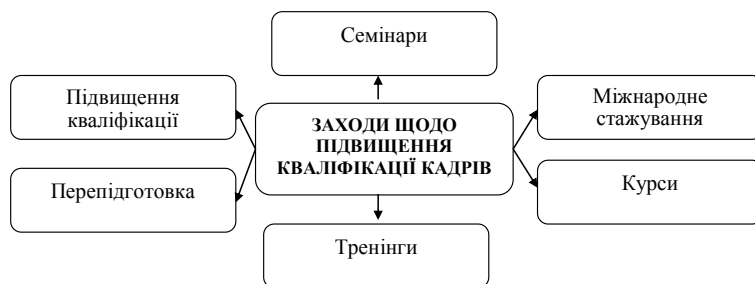 Семінари
Підвищення
кваліфікації
ЗАХОДИ ЩОДО
ПІДВИЩЕННЯ
КВАЛІФІКАЦІЇ КАДРІВ
Міжнародне
стажування
Перепідготовка
Курси
Тренінги